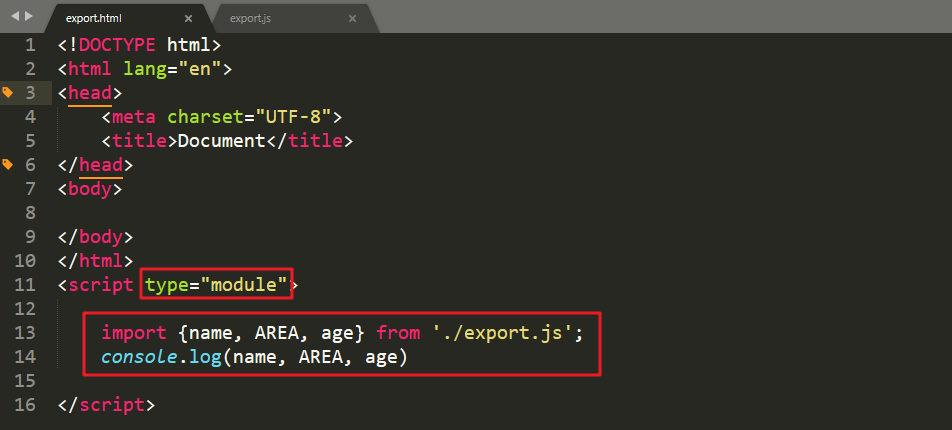 export.html × export.js ×
1 <!DOCTYPE html>
2 <html lang="en">
3 <head>
4     <meta charset="UTF-8">
5     <title>Document</title>
6 </head>
7 <body>
8
9 </body>
10 </html>
11 <script type="module">
12
13     import {name, AREA, age} from './export.js';
14     console.log(name, AREA, age)
15
16 </script>